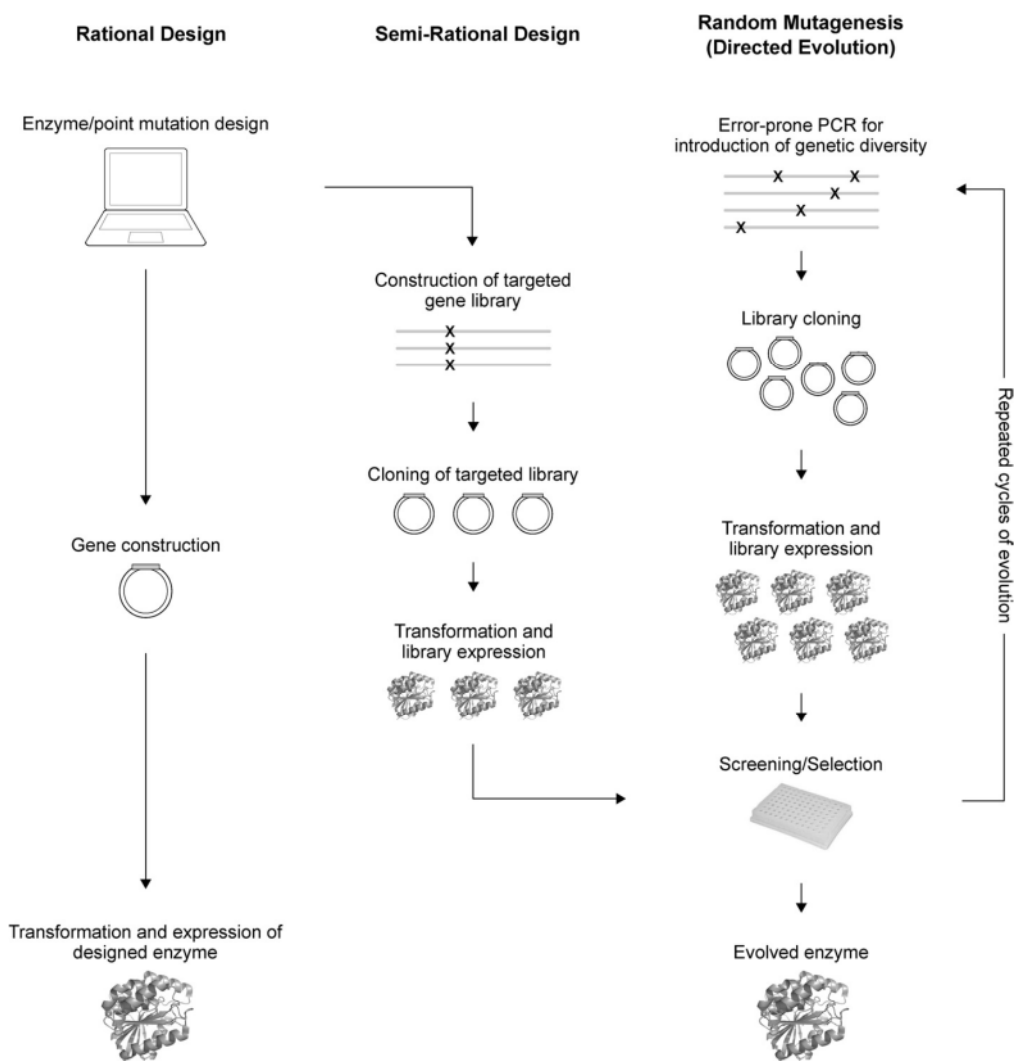 Rational Design
Enzyme/point mutation design
Gene construction
Transformation and expression of
designed enzyme
Semi-Rational Design
Construction of targeted
gene library
X
X
X
Cloning of targeted library
Transformation and
library expression
Random Mutagenesis
(Directed Evolution)
Error-prone PCR for
introduction of genetic diversity
X X
X
X
X
Library cloning
Transformation and
library expression
Screening/Selection
Evolved enzyme
Repeated cycles of evolution